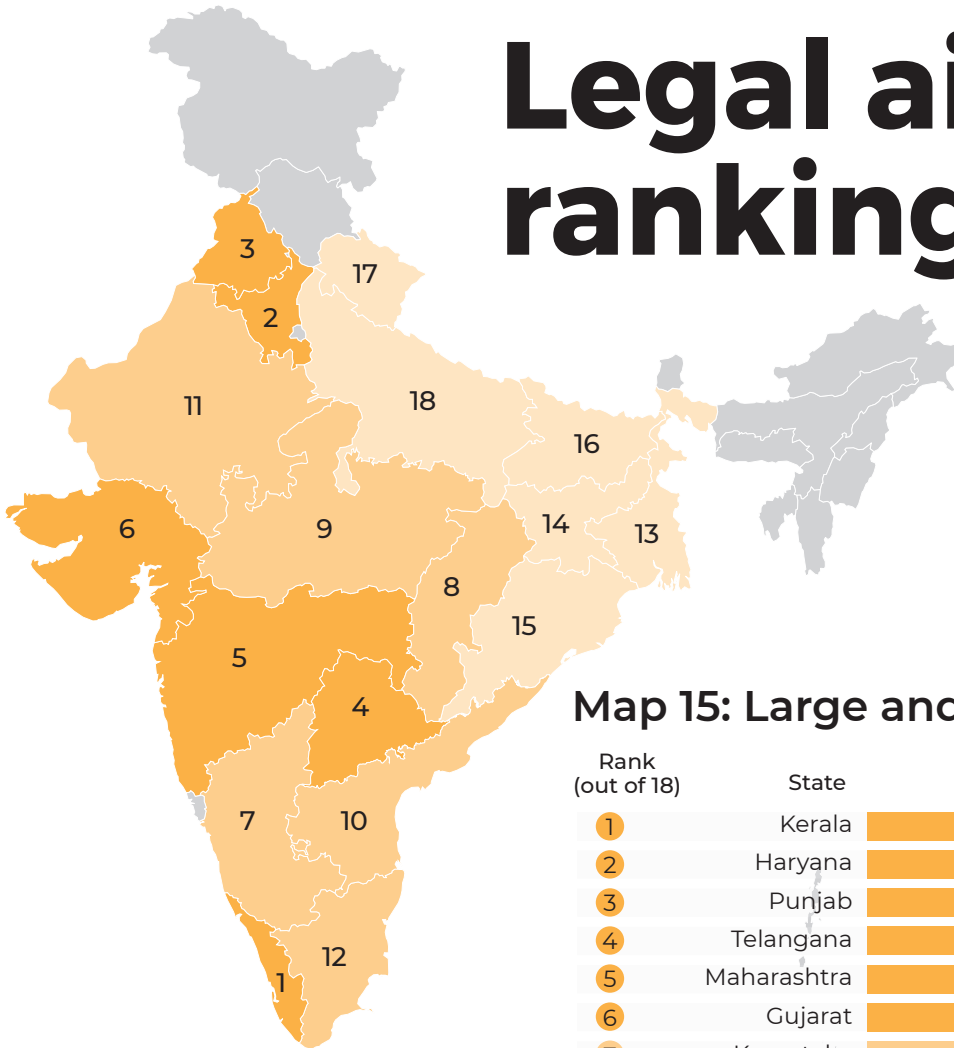 Legal ai
ranking
3
17
2
11
18
16
6
9
14
13
8
15
5
4
7
10
12
1
Map 15: Large and
Rank
(out of 18)
State
1 Kerala
2 Haryana
3 Punjab
4 Telangana
5 Maharashtra
6 Gujarat